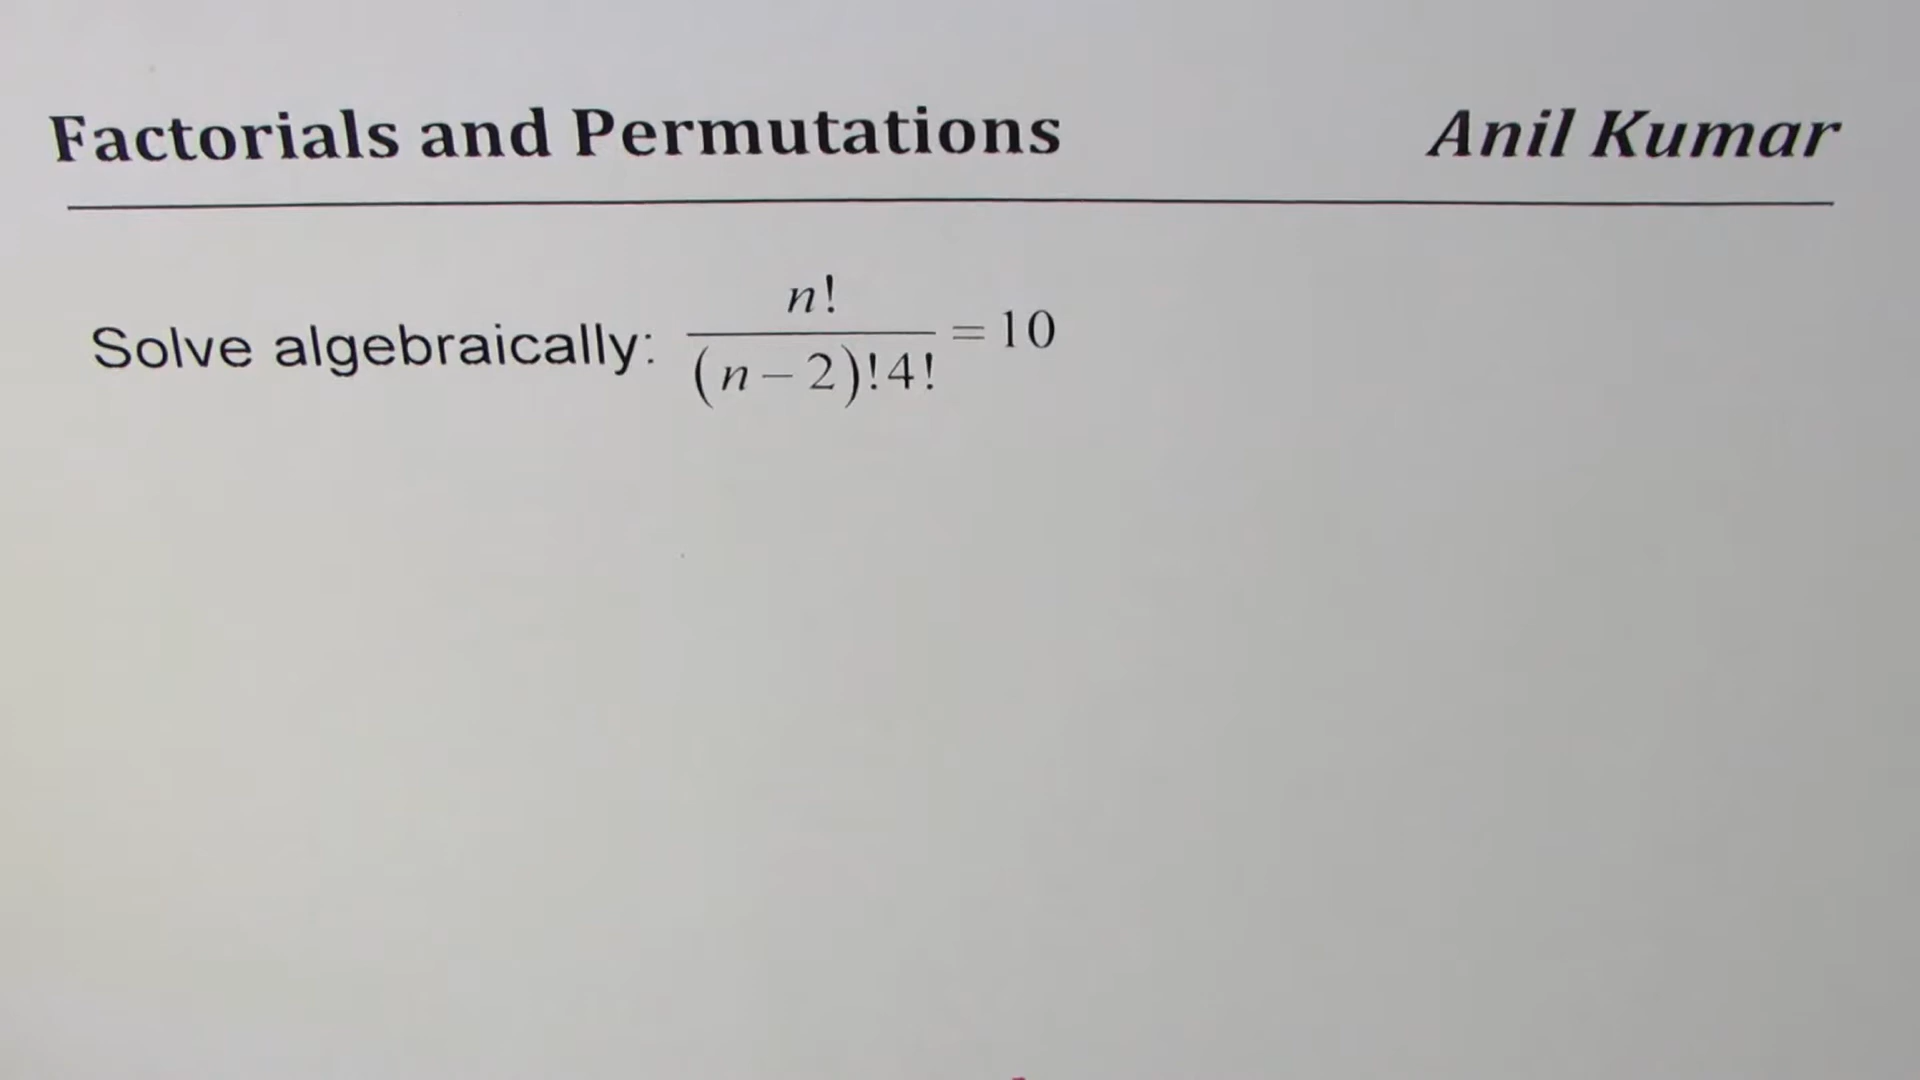 Factorials and Permutations Anil Kumar
Solve algebraically: n! / (n−2)!4! = 10